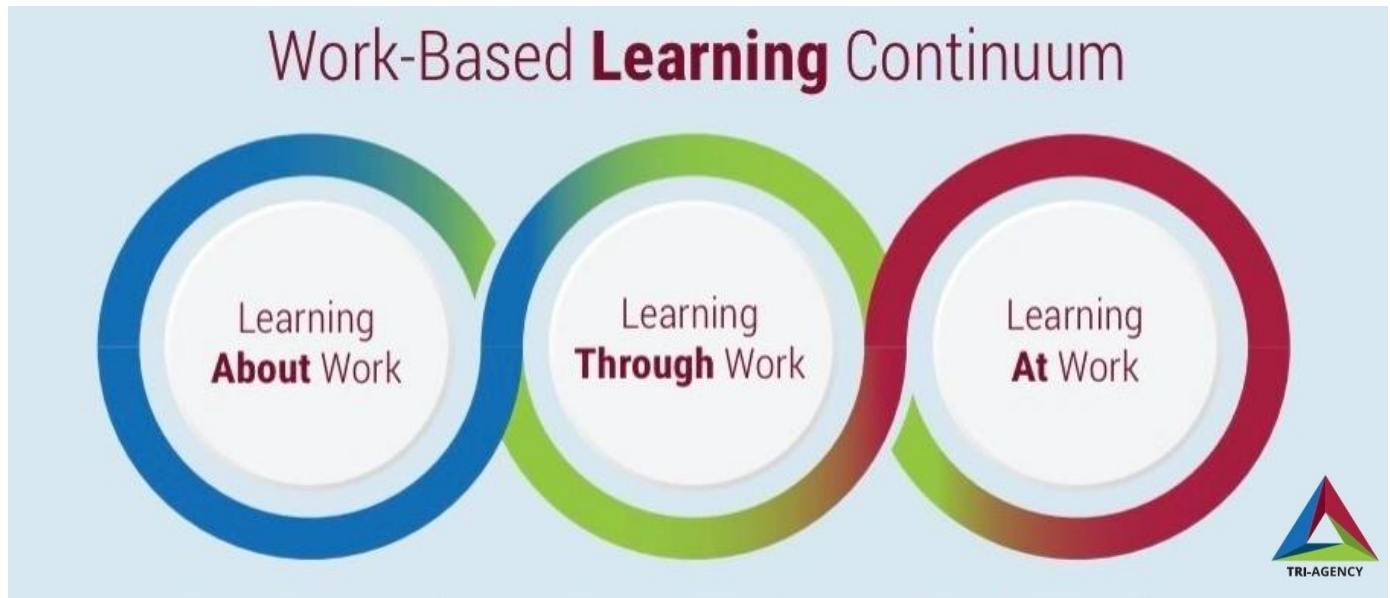 Work-Based Learning Continuum
Learning
About Work
Learning
Through Work
Learning
At Work
TRI-AGENCY